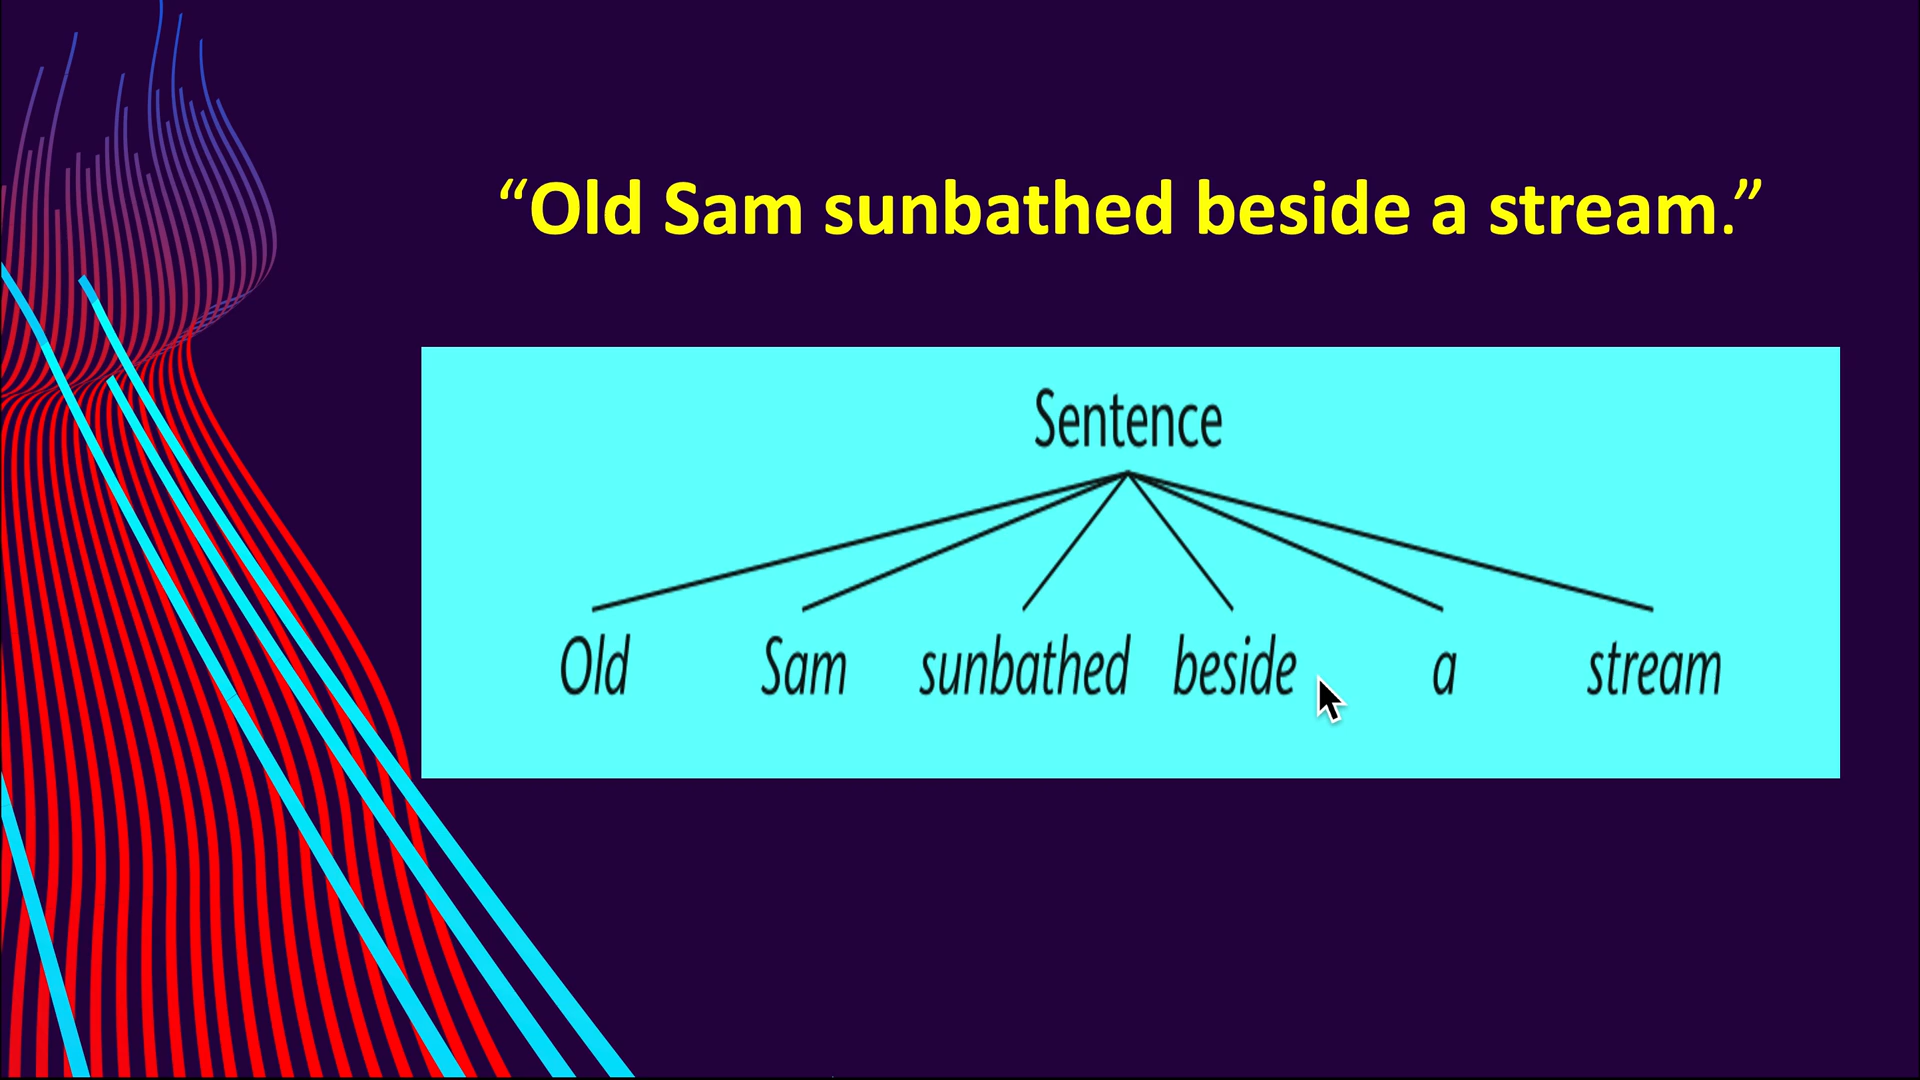 “Old Sam sunbathed beside a stream.”
Sentence
Old Sam sunbathed beside a stream